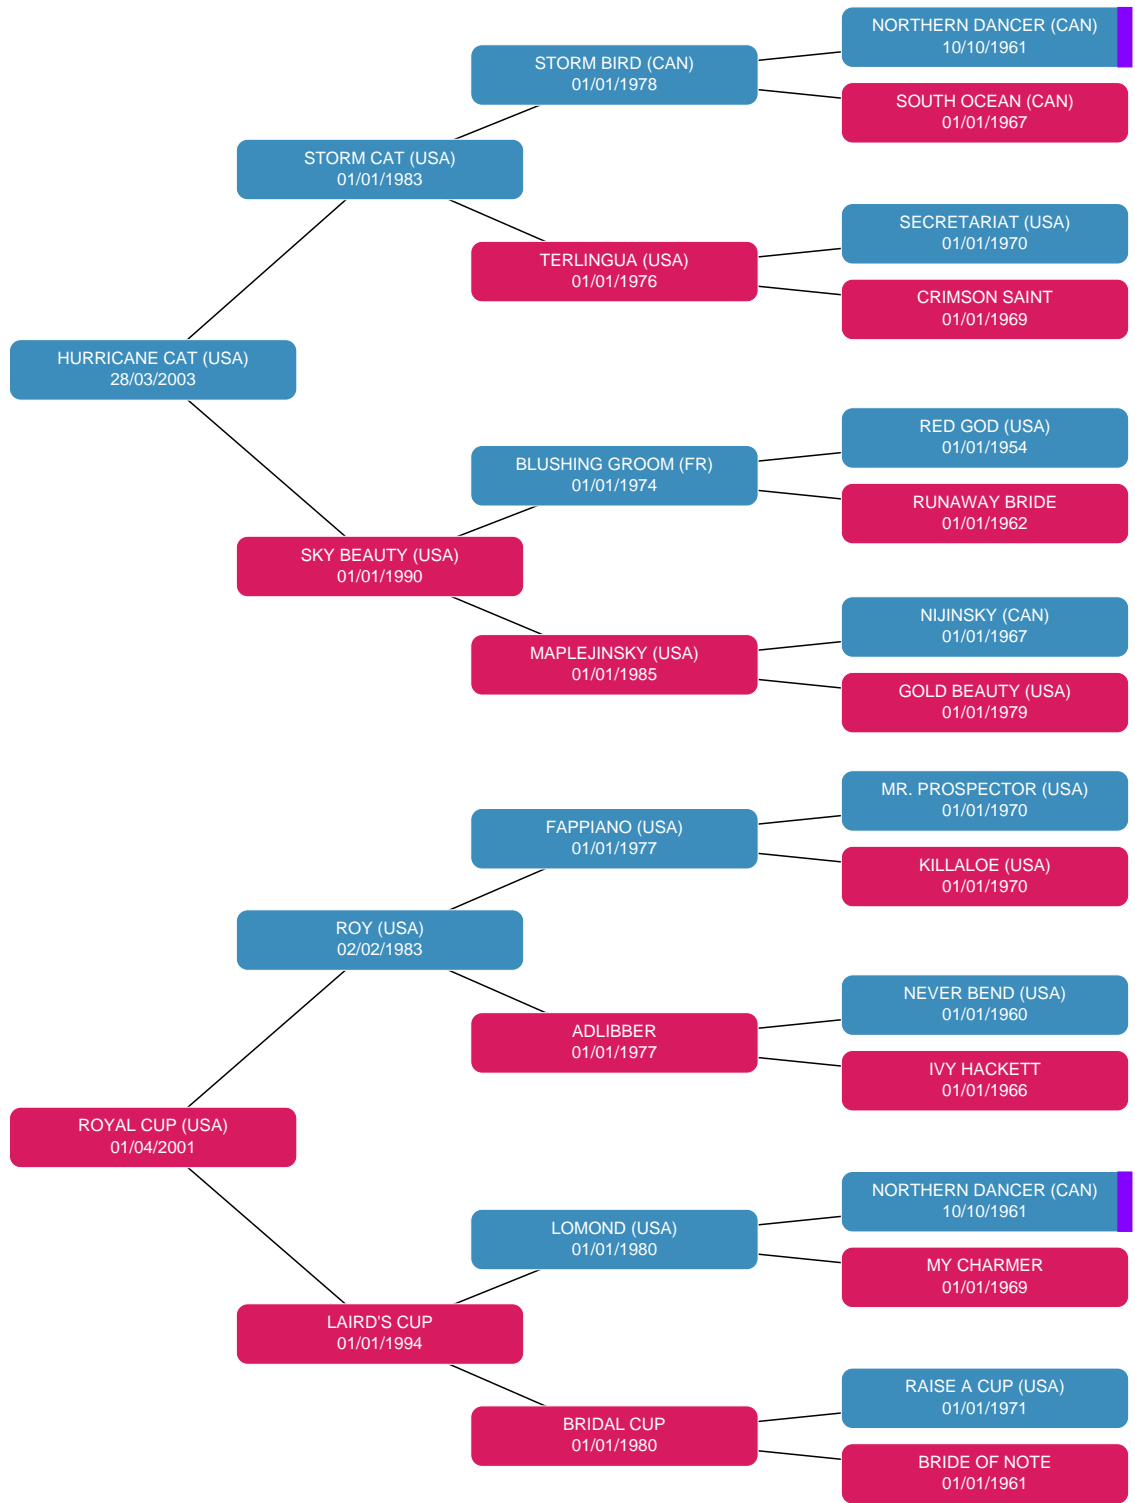 NORTHERN DANCER (CAN)
10/10/1961
STORM BIRD (CAN)
01/01/1978
SOUTH OCEAN (CAN)
01/01/1967
STORM CAT (USA)
01/01/1983
SECRETARIAT (USA)
01/01/1970
TERLINGUA (USA)
01/01/1976
CRIMSON SAINT
01/01/1969
HURRICANE CAT (USA)
28/03/2003
RED GOD (USA)
01/01/1954
BLUSHING GROOM (FR)
01/01/1974
RUNAWAY BRIDE
01/01/1962
SKY BEAUTY (USA)
01/01/1990
NIJINSKY (CAN)
01/01/1967
MAPLEJINSKY (USA)
01/01/1985
GOLD BEAUTY (USA)
01/01/1979
MR. PROSPECTOR (USA)
01/01/1970
FAPPIANO (USA)
01/01/1977
KILLALOE (USA)
01/01/1970
ROY (USA)
02/02/1983
NEVER BEND (USA)
01/01/1960
ADLIBBER
01/01/1977
IVY HACKETT
01/01/1966
ROYAL CUP (USA)
01/04/2001
NORTHERN DANCER (CAN)
10/10/1961
LOMOND (USA)
01/01/1980
MY CHARMER
01/01/1969
LAIRD'S CUP
01/01/1994
RAISE A CUP (USA)
01/01/1971
BRIDAL CUP
01/01/1980
BRIDE OF NOTE
01/01/1961